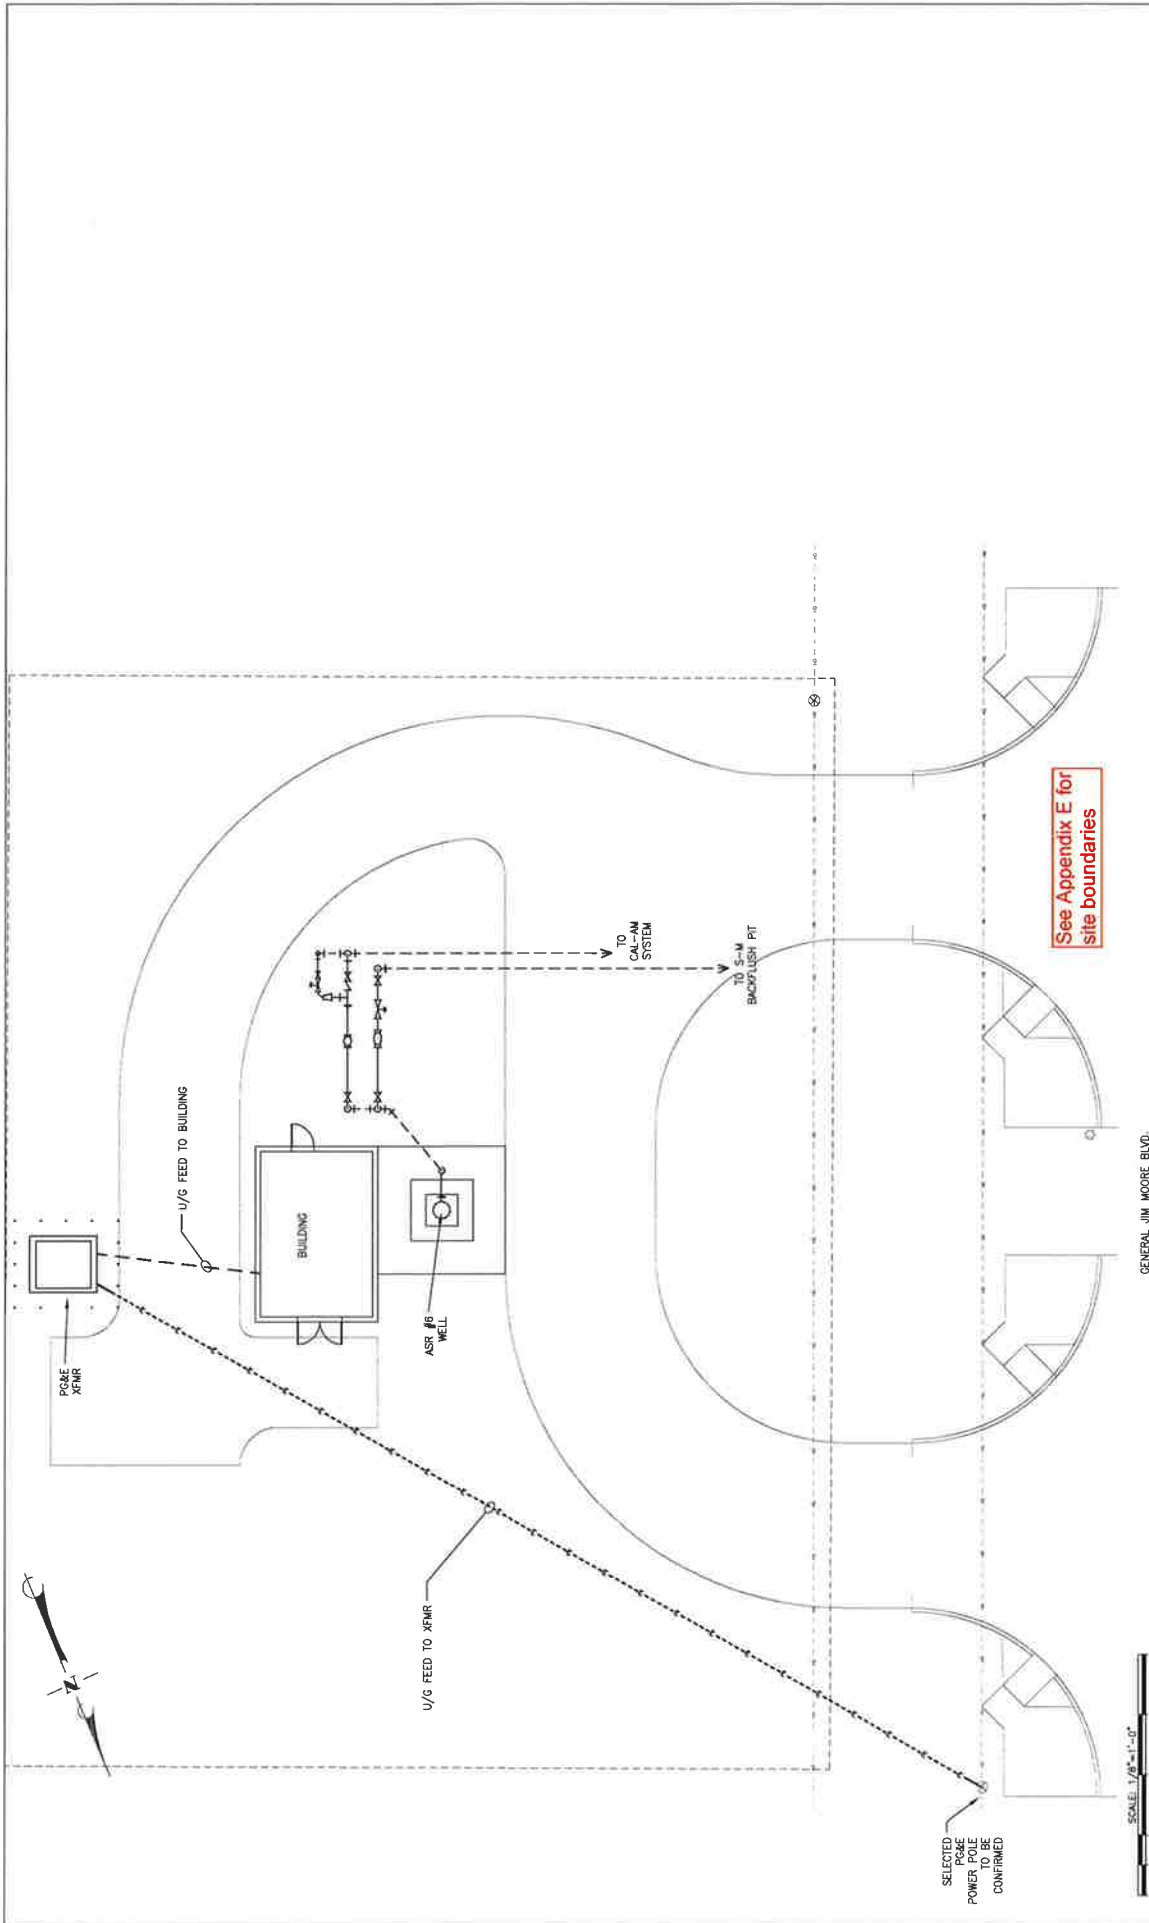 PG&E
XFMR
U/G FEED TO BUILDING
BUILDING
ASR #6
WELL
TO
CAL-AM
SYSTEM
TO S-M
BACKFLUSH PIT
N
U/G FEED TO XFMR
SELECTED
PG&E
POWER POLE
TO BE
CONFIRMED
See Appendix E for
site boundaries
GENERAL JIM MOORE BLVD.
SCALE: 1/8"=1'-0"